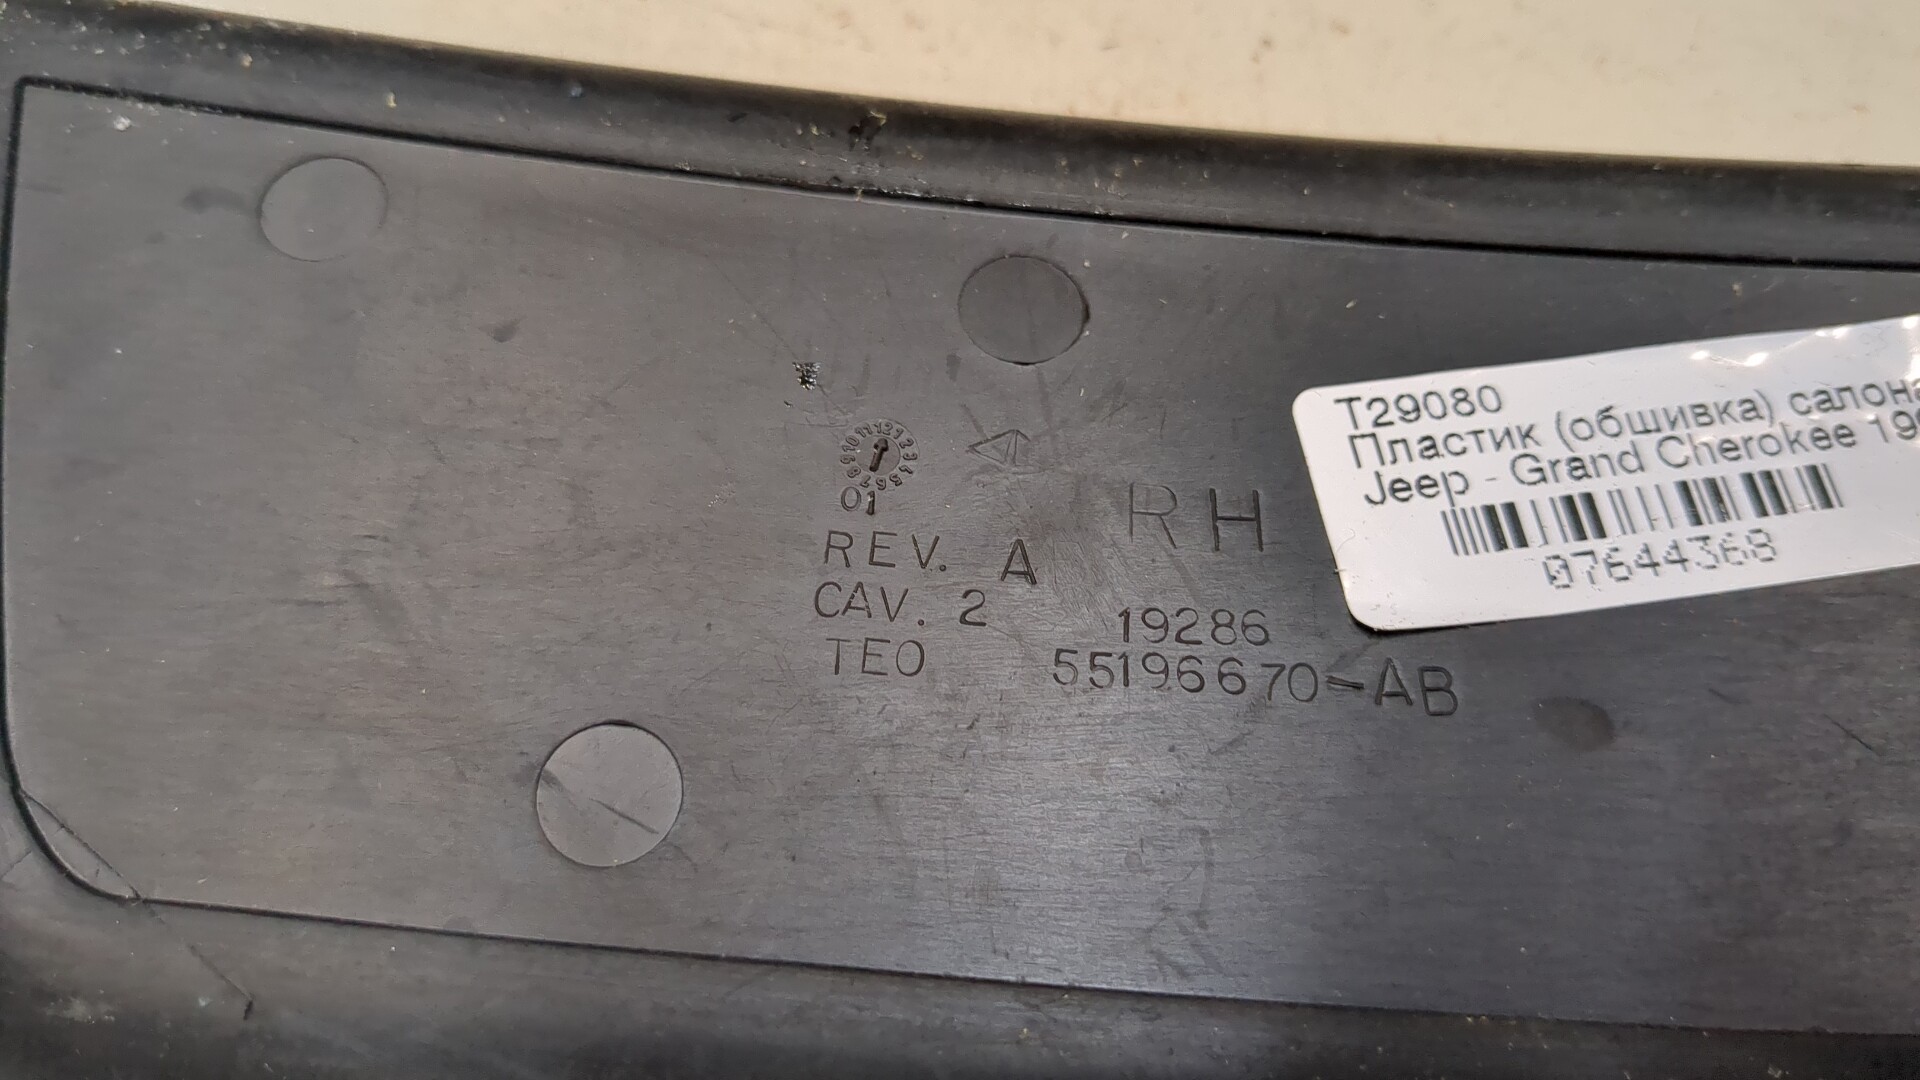 01
REV. A
CAV. 2
TEO
RH
19286
55196670-AB
T29080
Пластик (обшивка) салона
Jeep - Grand Cherokee 19
07644368